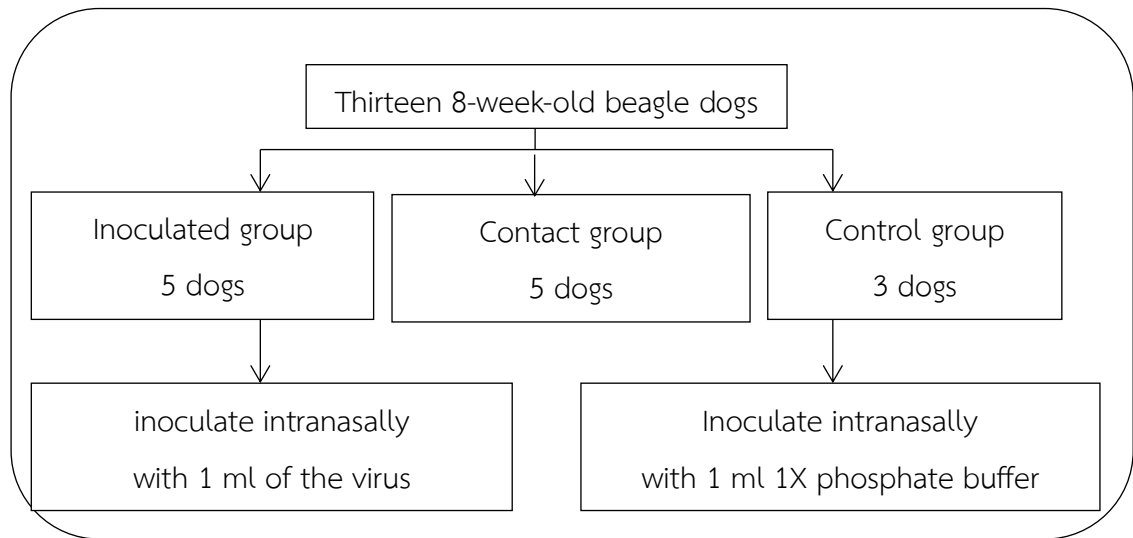 Thirteen 8-week-old beagle dogs
Inoculated group
5 dogs
Contact group
5 dogs
Control group
3 dogs
inoculate intranasally
with 1 ml of the virus
Inoculate intranasally
with 1 ml 1X phosphate buffer